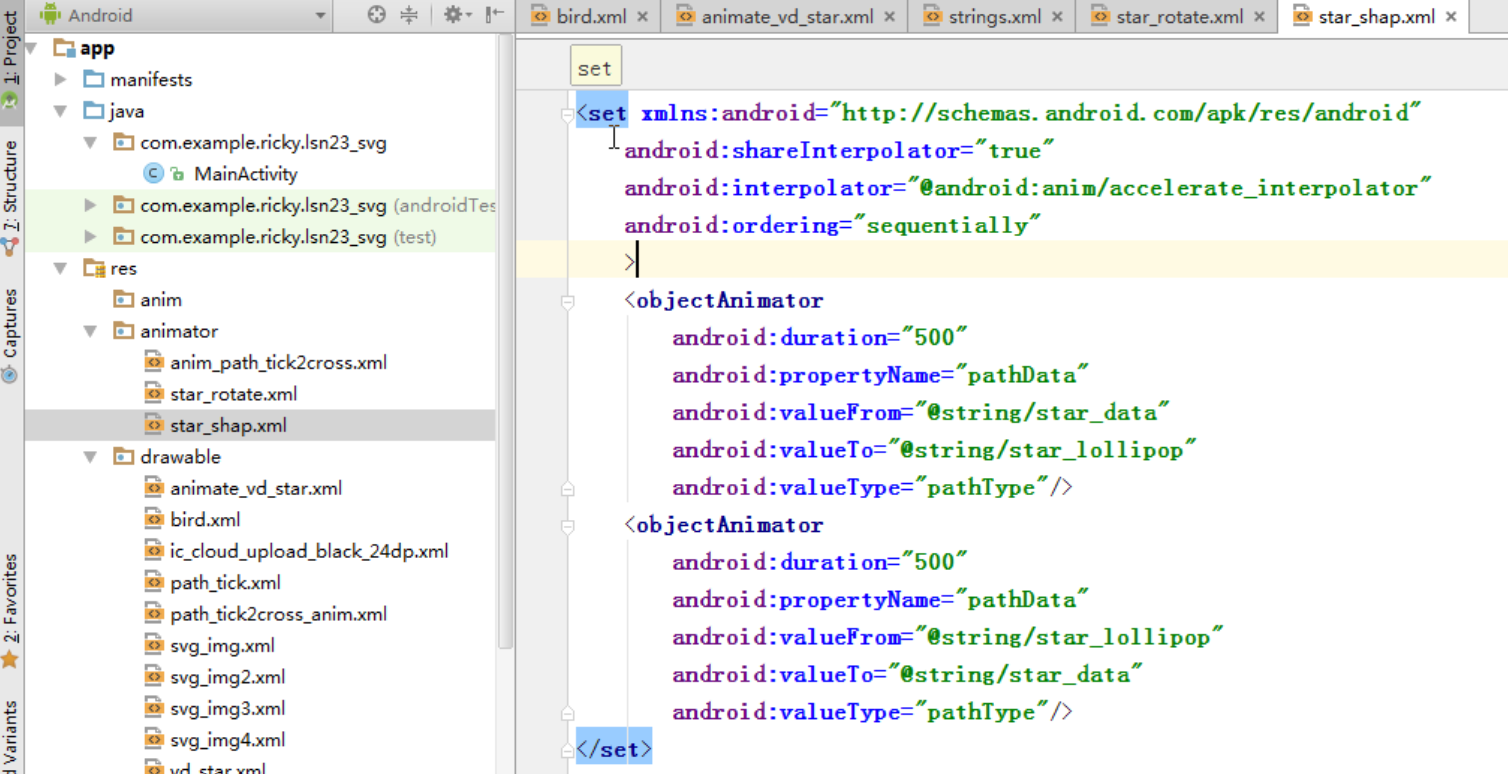 Android
bird.xml
animate_vd_star.xml
strings.xml
star_rotate.xml
star_shap.xml
1: Project
7: Structure
Captures
2: Favorites
d Variants
app
manifests
java
com.example.ricky.lsn23_svg
MainActivity
com.example.ricky.lsn23_svg (androidTes
com.example.ricky.lsn23_svg (test)
res
anim
animator
anim_path_tick2cross.xml
star_rotate.xml
star_shap.xml
drawable
animate_vd_star.xml
bird.xml
ic_cloud_upload_black_24dp.xml
path_tick.xml
path_tick2cross_anim.xml
svg_img.xml
svg_img2.xml
svg_img3.xml
svg_img4.xml
vd_star.xml
set
<set xmlns:android="http://schemas.android.com/apk/res/android"
android:shareInterpolator="true"
android:interpolator="@android:anim/accelerate_interpolator"
android:ordering="sequentially"
>
<objectAnimator
android:duration="500"
android:propertyName="pathData"
android:valueFrom="@string/star_data"
android:valueTo="@string/star_lollipop"
android:valueType="pathType"/>
<objectAnimator
android:duration="500"
android:propertyName="pathData"
android:valueFrom="@string/star_lollipop"
android:valueTo="@string/star_data"
android:valueType="pathType"/>
</set>